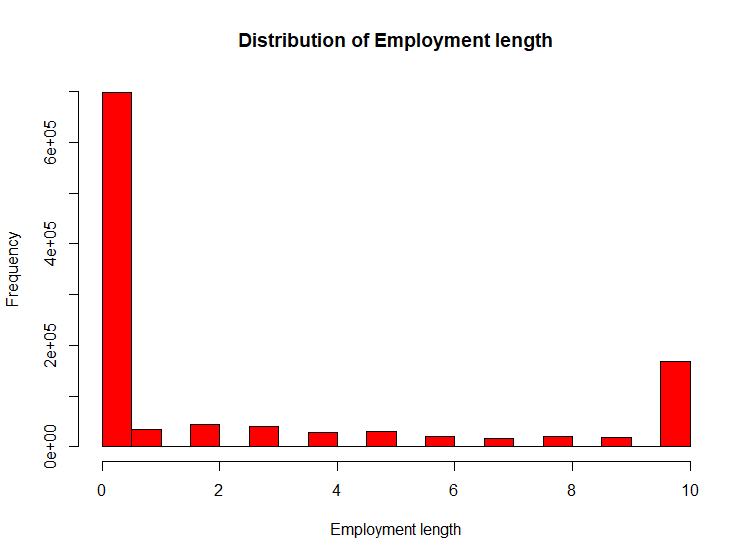 Distribution of Employment length
Frequency
6e+05
4e+05
2e+05
0e+00
0 2 4 6 8 10
Employment length